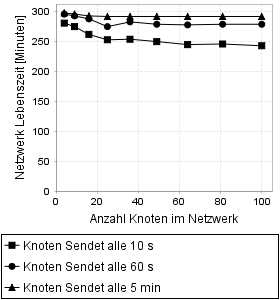 Netzwerk Lebenszeit [Minuten]
300
250
200
150
100
50
0
0 20 40 60 80 100
Anzahl Knoten im Netzwerk
Knoten Sendet alle 10 s
Knoten Sendet alle 60 s
Knoten Sendet alle 5 min